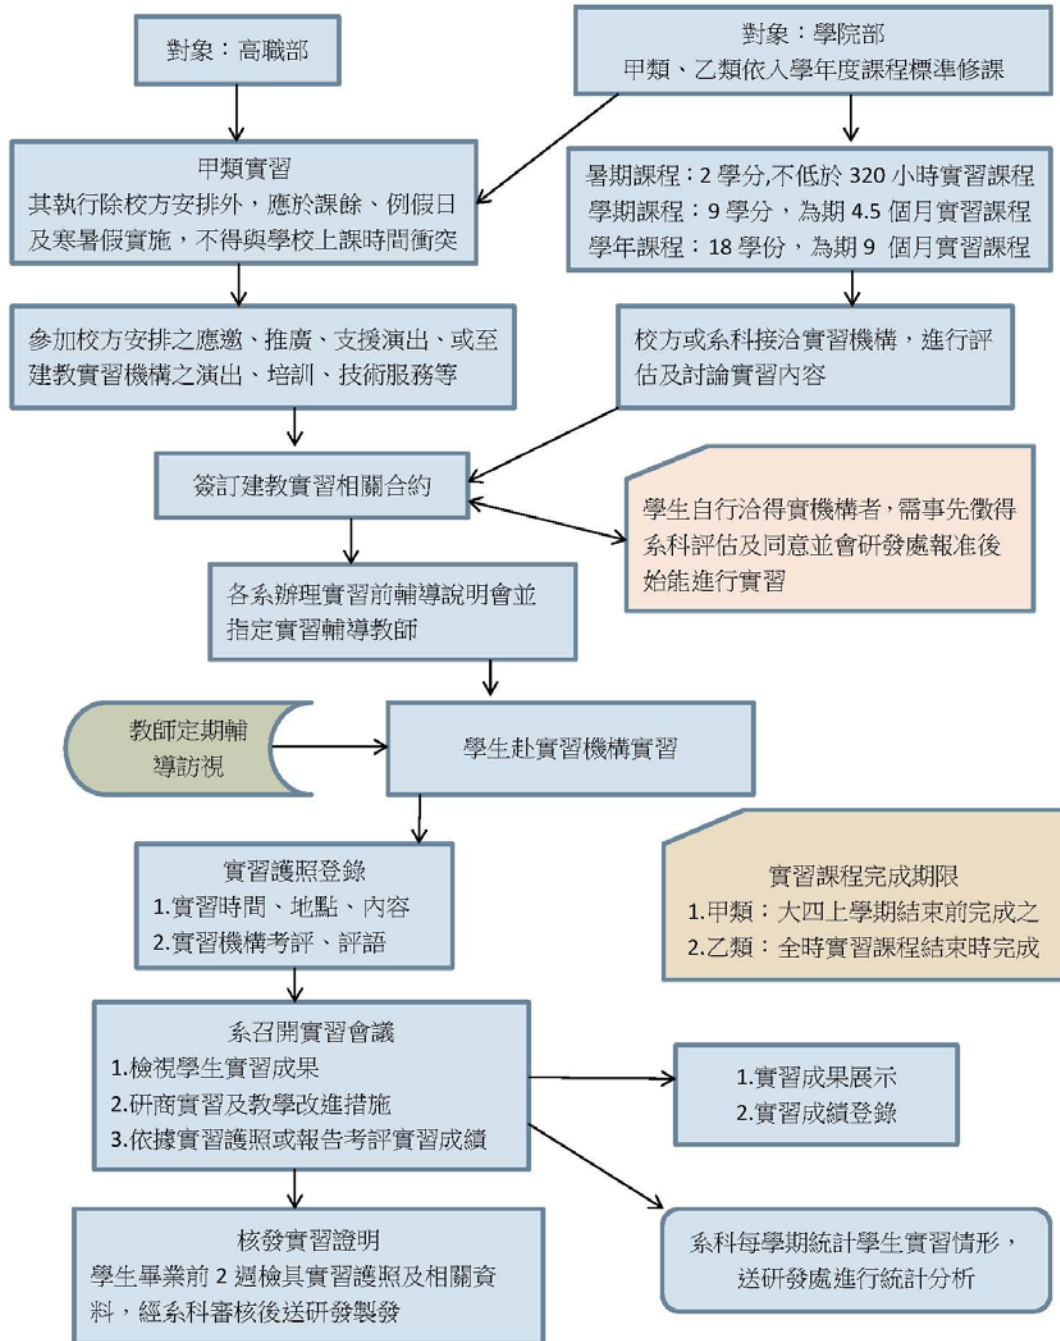 對象：高職部
對象：學院部
甲類、乙類依入學年度課程標準修課
甲類實習
其執行除校方安排外，應於課餘、例假日
及寒暑假實施，不得與學校上課時間衝突
暑期課程：2 學分,不低於 320 小時實習課程
學期課程：9 學分，為期 4.5 個月實習課程
學年課程：18 學份，為期 9 個月實習課程
參加校方安排之應邀、推廣、支援演出、或至
建教實習機構之演出、培訓、技術服務等
校方或系科接洽實習機構，進行評
估及討論實習內容
簽訂建教實習相關合約
學生自行洽得實機構者，需事先徵得
系科評估及同意並會研發處報准後
始能進行實習
各系辦理實習前輔導說明會並
指定實習輔導教師
教師定期輔
導訪視
學生赴實習機構實習
實習護照登錄
1.實習時間、地點、內容
2.實習機構考評、評語
實習課程完成期限
1.甲類：大四上學期結束前完成之
2.乙類：全時實習課程結束時完成
系召開實習會議
1.檢視學生實習成果
2.研商實習及教學改進措施
3.依據實習護照或報告考評實習成績
1.實習成果展示
2.實習成績登錄
核發實習證明
學生畢業前 2 週檢具實習護照及相關資
料，經系科審核後送研發製發
系科每學期統計學生實習情形，
送研發處進行統計分析